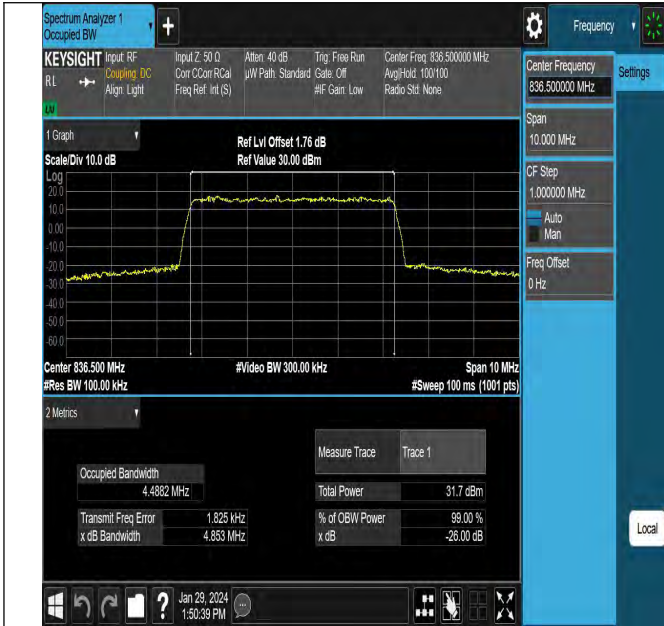 Spectrum Analyzer 1
Occupied BW
+
Frequency
KEYSIGHT
RL
Input: RF
Coupling: DC
Align: Light
Input Z: 50 Ω
Corr CCorr RCal
Freq Ref: Int (S)
Atten: 40 dB
µW Path: Standard
Trig: Free Run
Gate: Off
#IF Gain: Low
Center Freq: 836.500000 MHz
Avg|Hold: 100/100
Radio Std: None
Center Frequency
836.500000 MHz
Settings
Span
10.000 MHz
CF Step
1.000000 MHz
Auto
Man
Freq Offset
0 Hz
1 Graph
Scale/Div 10.0 dB
Ref Lvl Offset 1.76 dB
Ref Value 30.00 dBm
Log
20.0
10.0
0.00
-10.0
-20.0
-30.0
-40.0
-50.0
-60.0
Center 836.500 MHz
#Res BW 100.00 kHz
#Video BW 300.00 kHz
Span 10 MHz
#Sweep 100 ms (1001 pts)
2 Metrics
Occupied Bandwidth
4.4882 MHz
Transmit Freq Error 1.825 kHz
x dB Bandwidth 4.853 MHz
Measure Trace Trace 1
Total Power 31.7 dBm
% of OBW Power 99.00 %
x dB -26.00 dB
Local
?
Jan 29, 2024
1:50:39 PM